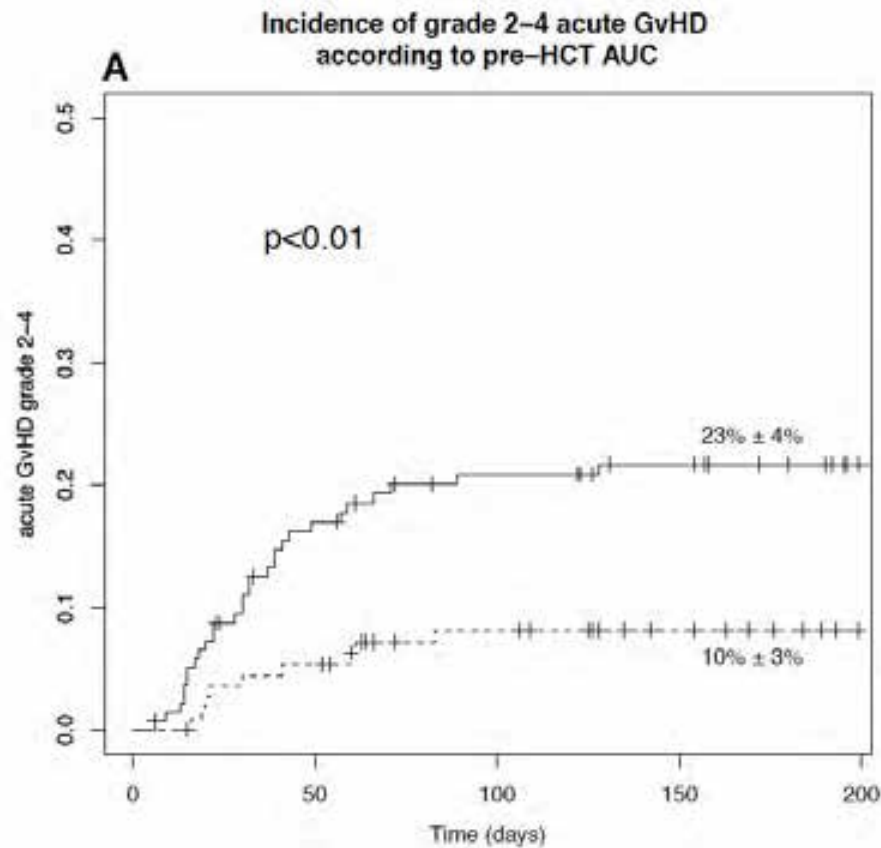 Incidence of grade 2–4 acute GvHD
according to pre–HCT AUC
A
0.5
0.4
0.3
0.2
0.1
0.0
acute GvHD grade 2–4
p<0.01
23% ± 4%
10% ± 3%
0 50 100 150 200
Time (days)